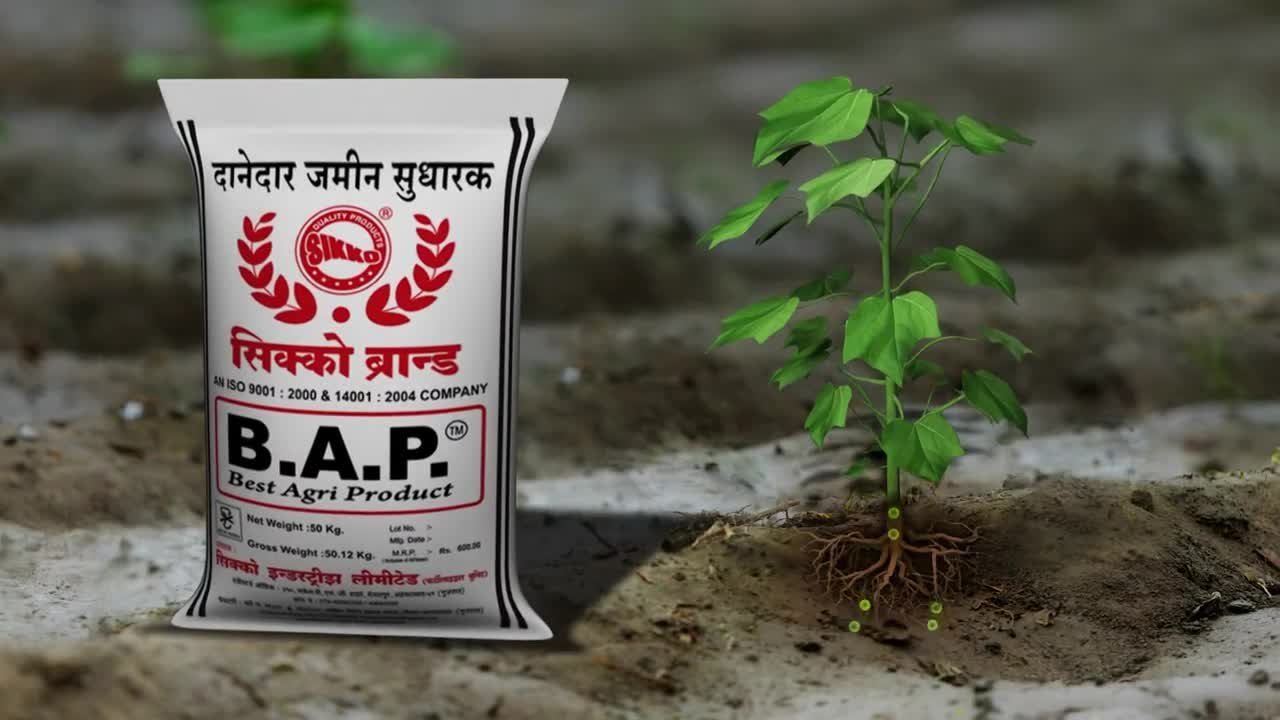 दानेदार जमीन सुधारक
QUALITY PRODUCTS ®
SIKKO
सिक्को ब्रान्ड
AN ISO 9001 : 2000 & 14001 : 2004 COMPANY
B.A.P. TM
Best Agri Product
Net Weight :50 Kg.
Gross Weight :50.12 Kg.
Lot No. :-
Mfg. Date :-
M.R.P. :- Rs. 600.00
सिक्को इन्डस्ट्रीझ लीमीटेड